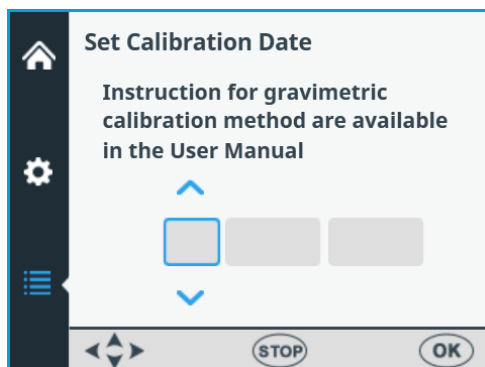 Set Calibration Date
Instruction for gravimetric
calibration method are available
in the User Manual
STOP
OK